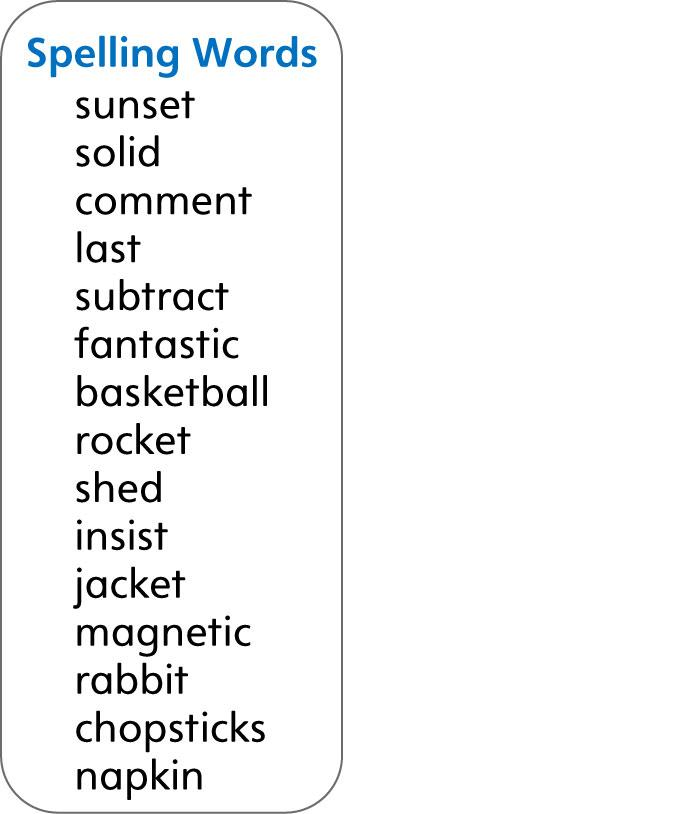 Spelling Words
sunset
solid
comment
last
subtract
fantastic
basketball
rocket
shed
insist
jacket
magnetic
rabbit
chopsticks
napkin